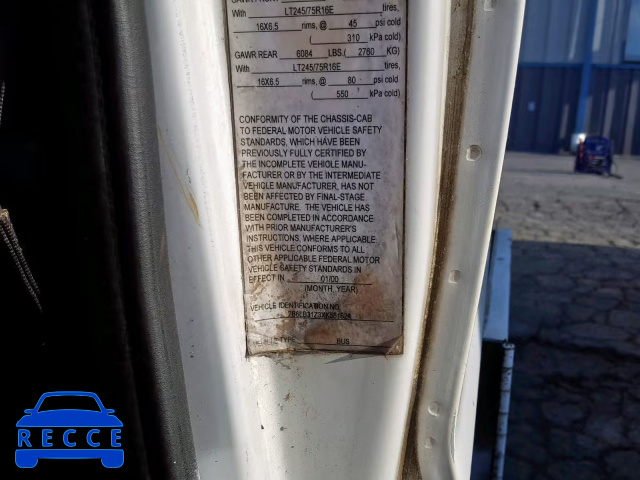 With LT245/75R16E tires,
16X6.5 rims, @ 45 psi cold
( 310 kPa cold)
GAWR REAR 6084 LBS.( 2760 KG)
With LT245/75R16E tires,
16X6.5 rims, @ 80 psi cold
( 550 kPa cold)
CONFORMITY OF THE CHASSIS-CAB
TO FEDERAL MOTOR VEHICLE SAFETY
STANDARDS, WHICH HAVE BEEN
PREVIOUSLY FULLY CERTIFIED BY
THE INCOMPLETE VEHICLE MANU-
FACTURER OR BY THE INTERMEDIATE
VEHICLE MANUFACTURER, HAS NOT
BEEN AFFECTED BY FINAL-STAGE
MANUFACTURE. THE VEHICLE HAS
BEEN COMPLETED IN ACCORDANCE
WITH PRIOR MANUFACTURER'S
INSTRUCTIONS, WHERE APPLICABLE
THIS VEHICLE CONFORMS TO ALL
OTHER APPLICABLE FEDERAL MOTOR
VEHICLE SAFETY STANDARDS IN
EFFECT IN 01/00
(MONTH, YEAR)
VEHICLE IDENTIFICATION NO.
TYPE BUS
RECCE